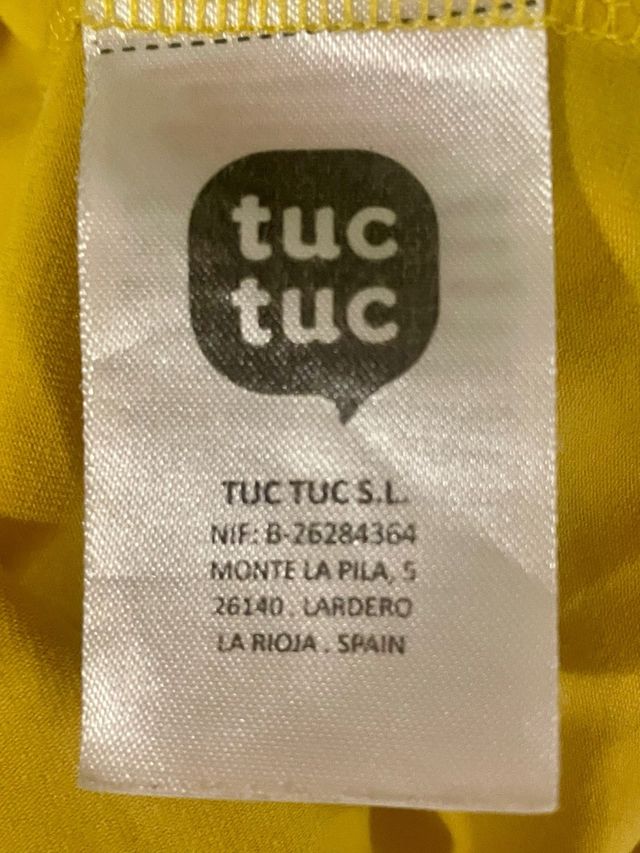 tuc
tuc
TUC TUC S.L.
NIF: B-26284364
MONTE LA PILA, 5
26140 . LARDERO
LA RIOJA . SPAIN